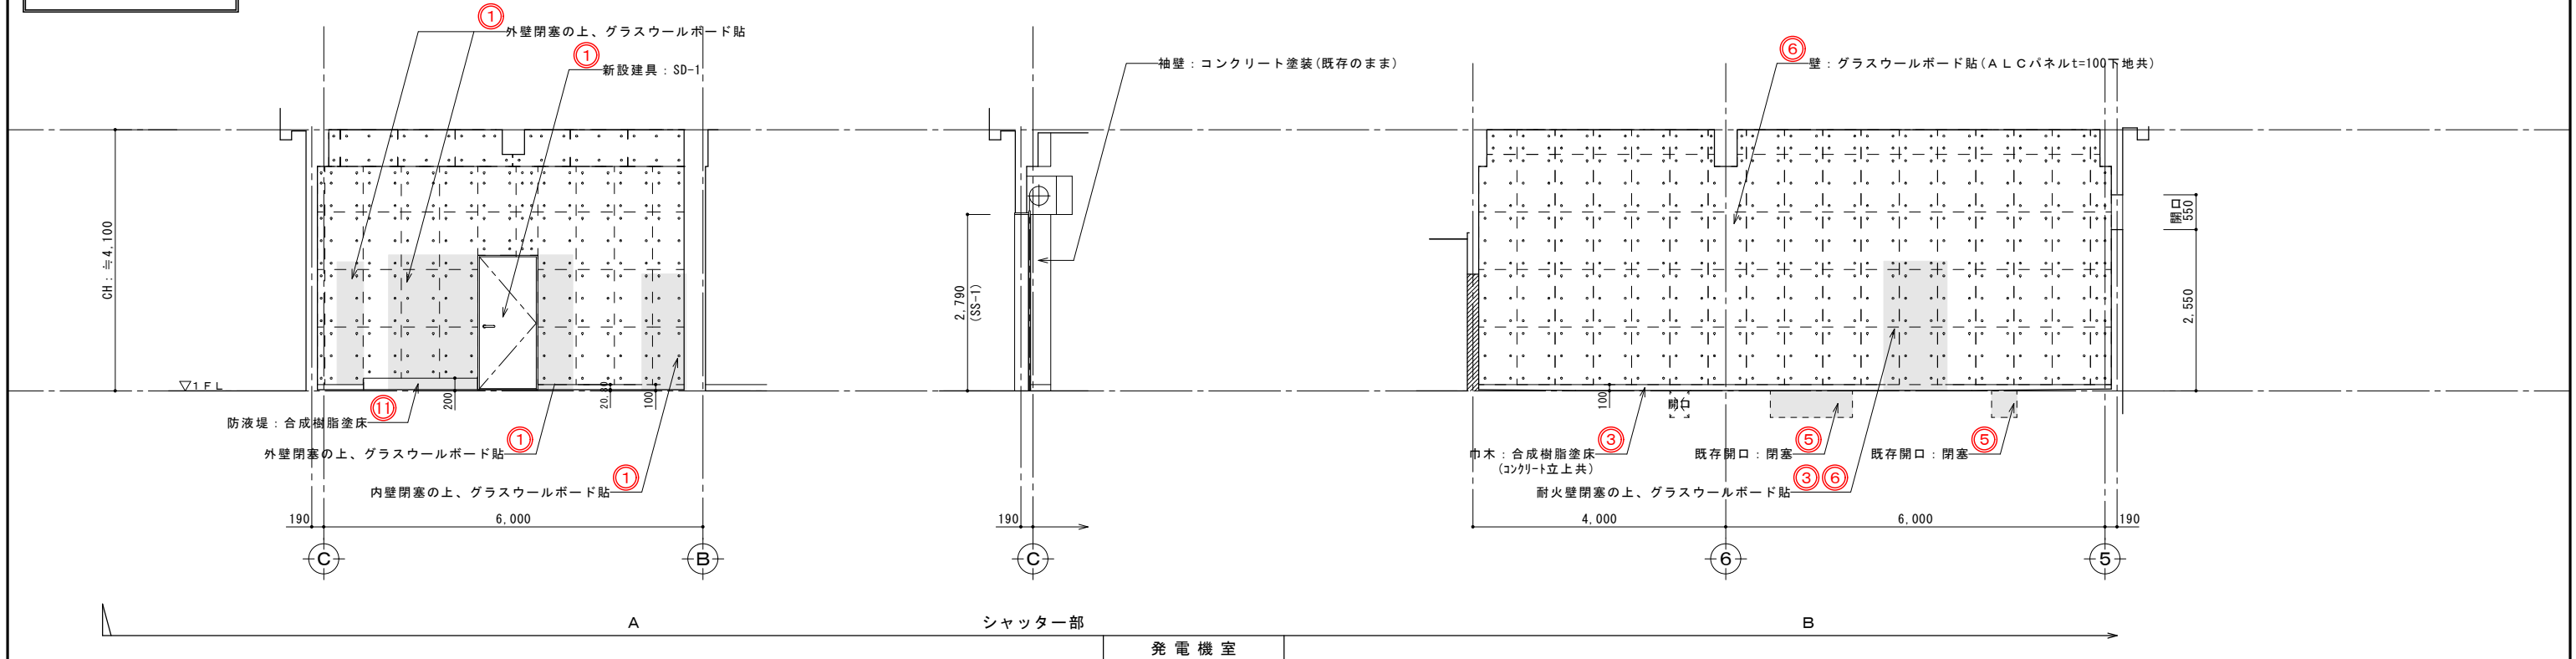 ①
外壁閉塞の上、グラスウールボード貼
①
新設建具：SD-1
袖壁：コンクリート塗装(既存のまま)
⑥
壁：グラスウールボード貼(ＡＬＣパネルt=100下地共)
CH：≒4,100
▽1FL
200
20
80
100
⑪
防液堤：合成樹脂塗床
①
外壁閉塞の上、グラスウールボード貼
①
内壁閉塞の上、グラスウールボード貼
190
6,000
C
B
2,790
(SS-1)
190
C
開口
550
2,550
100
開口
③
巾木：合成樹脂塗床
(コンクリート立上共)
⑤
既存開口：閉塞
⑤
既存開口：閉塞
③ ⑥
耐火壁閉塞の上、グラスウールボード貼
4,000
6,000
190
6
5
A
シャッター部
B
発電機室